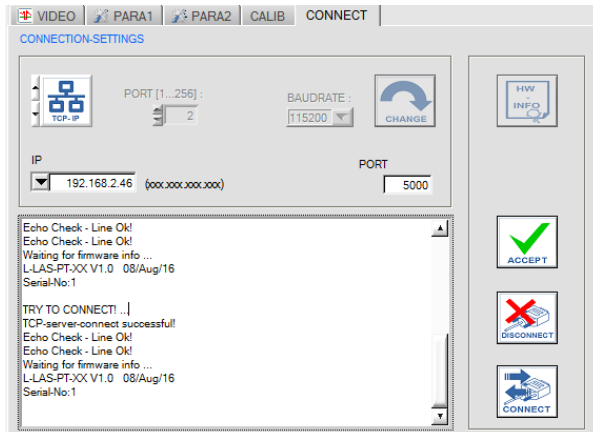 VIDEO PARA1 PARA2 CALIB CONNECT
CONNECTION-SETTINGS
TCP-IP
PORT [1...256] :
2
BAUDRATE :
115200
CHANGE
HW
-
INFO
IP
192.168.2.46 (xxx.xxx.xxx.xxx)
PORT
5000
Echo Check - Line Ok!
Echo Check - Line Ok!
Waiting for firmware info ...
L-LAS-PT-XX V1.0 08/Aug/16
Serial-No:1
TRY TO CONNECT! ...
TCP-server-connect successful!
Echo Check - Line Ok!
Echo Check - Line Ok!
Waiting for firmware info ...
L-LAS-PT-XX V1.0 08/Aug/16
Serial-No:1
ACCEPT
DISCONNECT
CONNECT